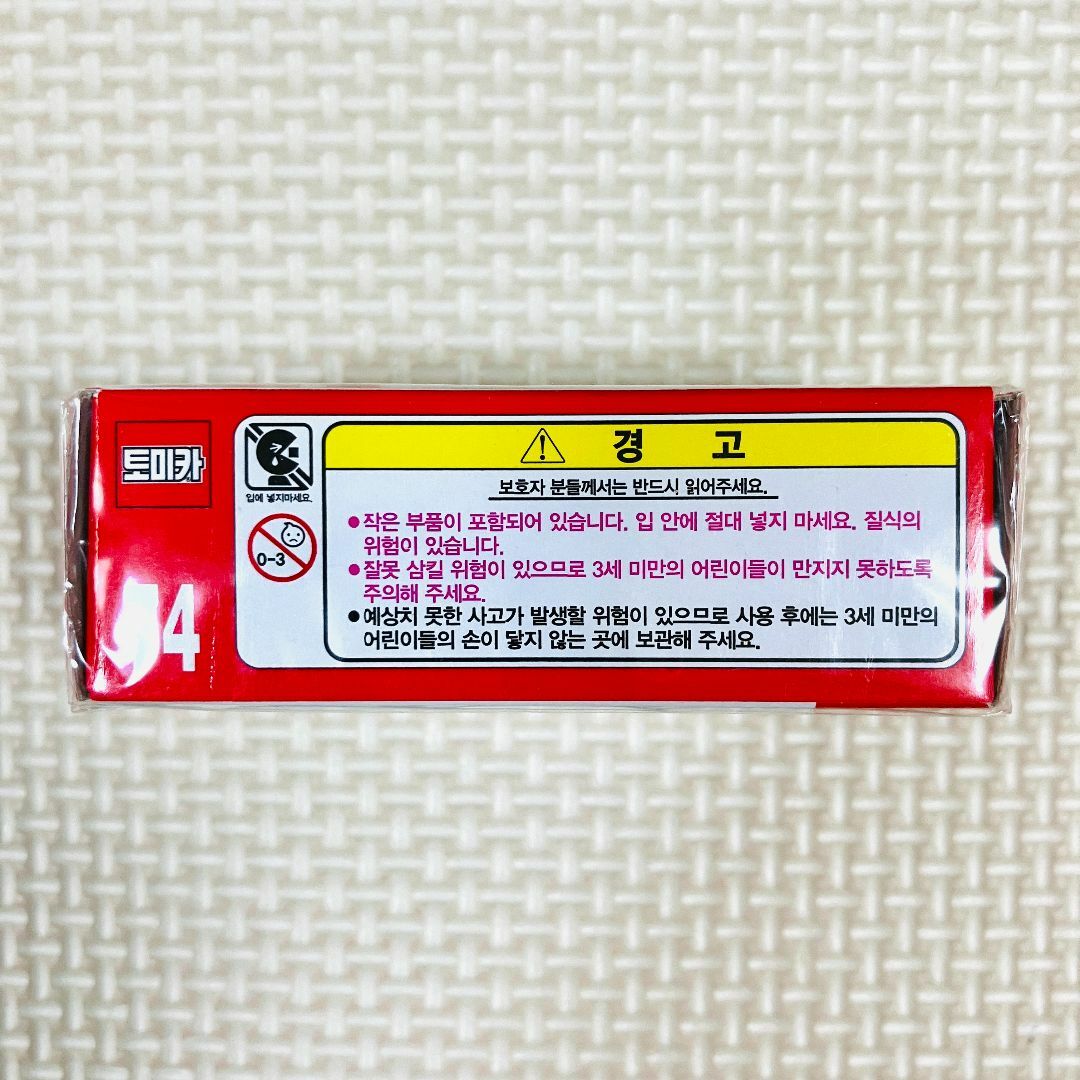 토미카
입에 넣지마세요.
0-3
경 고
보호자 분들께서는 반드시 읽어주세요.
●작은 부품이 포함되어 있습니다. 입 안에 절대 넣지 마세요. 질식의
위험이 있습니다.
●잘못 삼킬 위험이 있으므로 3세 미만의 어린이들이 만지지 못하도록
주의해 주세요.
●예상치 못한 사고가 발생할 위험이 있으므로 사용 후에는 3세 미만의
어린이들의 손이 닿지 않는 곳에 보관해 주세요.